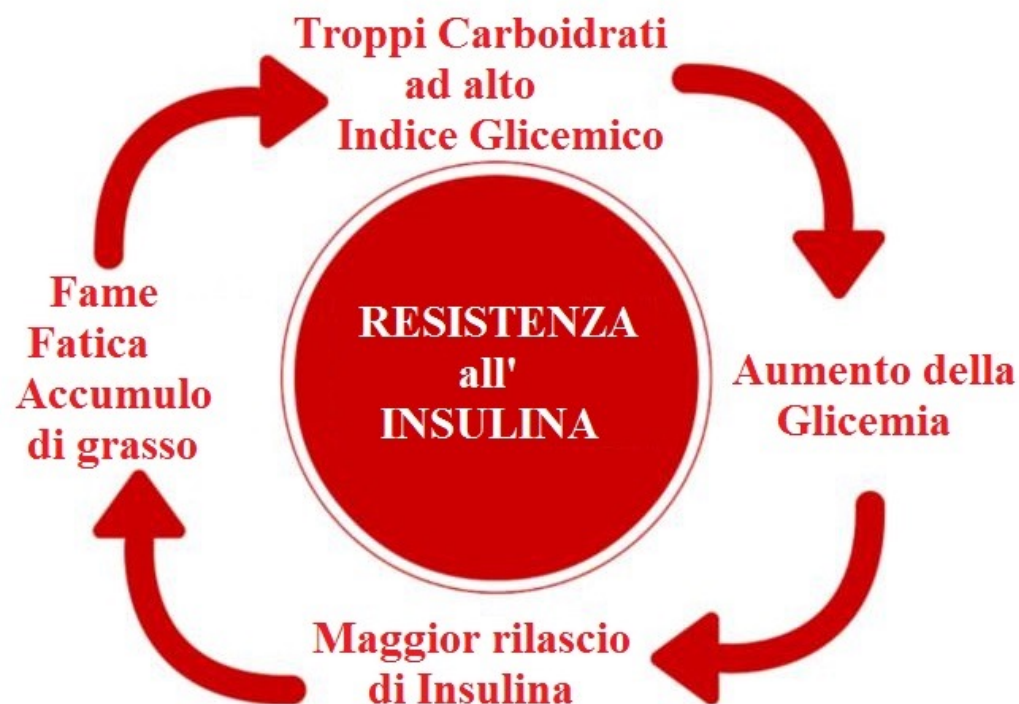 Troppi Carboidrati
ad alto
Indice Glicemico
Aumento della
Glicemia
Maggior rilascio
di Insulina
Fame
Fatica
Accumulo
di grasso
RESISTENZA
all'
INSULINA